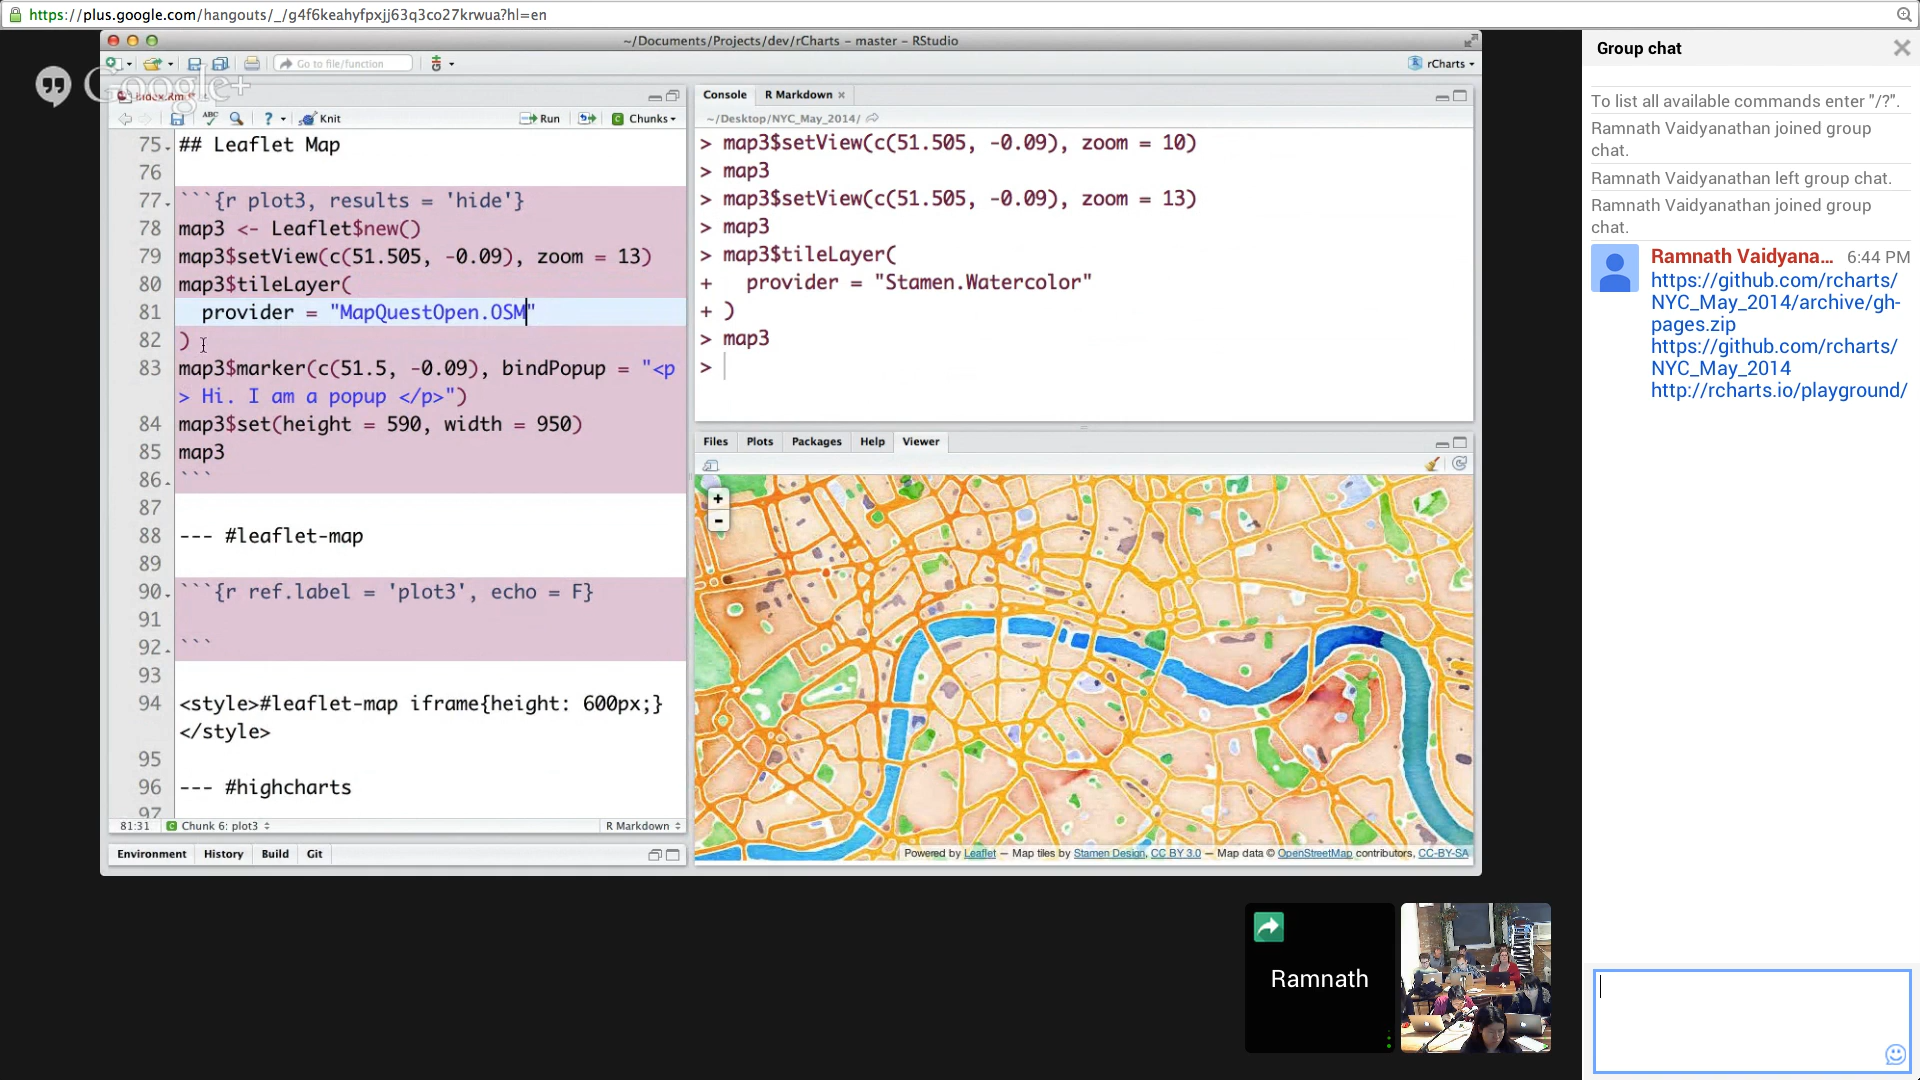 https://plus.google.com/hangouts/_/g4f6keahyfpxjj63q3co27krwua?hl=en
~/Documents/Projects/dev/rCharts - master - RStudio
Go to file/function
rCharts
Google+
index.Rmd
ABC
Knit
Run
Chunks
75 ## Leaflet Map
76
77 ```{r plot3, results = 'hide'}
78 map3 <- Leaflet$new()
79 map3$setView(c(51.505, -0.09), zoom = 13)
80 map3$tileLayer(
81 provider = "MapQuestOpen.OSM"
82 )
83 map3$marker(c(51.5, -0.09), bindPopup = "<p
> Hi. I am a popup </p>")
84 map3$set(height = 590, width = 950)
85 map3
86 ```
87
88 --- #leaflet-map
89
90 ```{r ref.label = 'plot3', echo = F}
91
92 ```
93
94 <style>#leaflet-map iframe{height: 600px;}
</style>
95
96 --- #highcharts
97
81:31 Chunk 6: plot3
R Markdown
Environment History Build Git
Console R Markdown
~/Desktop/NYC_May_2014/
> map3$setView(c(51.505, -0.09), zoom = 10)
> map3
> map3$setView(c(51.505, -0.09), zoom = 13)
> map3
> map3$tileLayer(
+ provider = "Stamen.Watercolor"
+ )
> map3
>
Files Plots Packages Help Viewer
+
-
Powered by Leaflet — Map tiles by Stamen Design, CC BY 3.0 — Map data © OpenStreetMap contributors, CC-BY-SA
Ramnath
Group chat
To list all available commands enter "/?".
Ramnath Vaidyanathan joined group
chat.
Ramnath Vaidyanathan left group chat.
Ramnath Vaidyanathan joined group
chat.
Ramnath Vaidyana... 6:44 PM
https://github.com/rcharts/
NYC_May_2014/archive/gh-
pages.zip
https://github.com/rcharts/
NYC_May_2014
http://rcharts.io/playground/